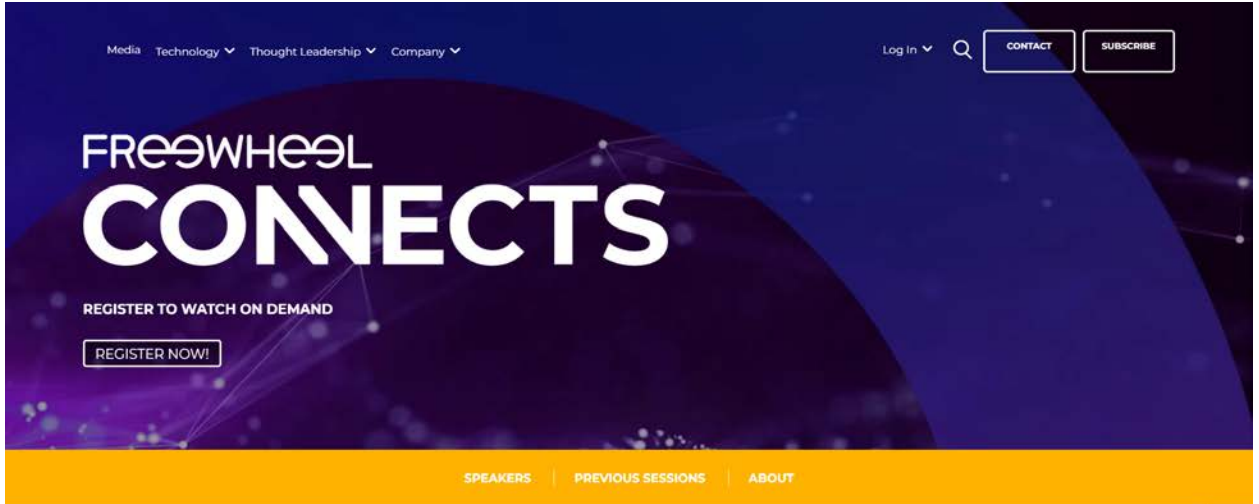 Media Technology Thought Leadership Company Log In CONTACT SUBSCRIBE
FREEWHEEL
CONNECTS
REGISTER TO WATCH ON DEMAND
REGISTER NOW!
SPEAKERS PREVIOUS SESSIONS ABOUT